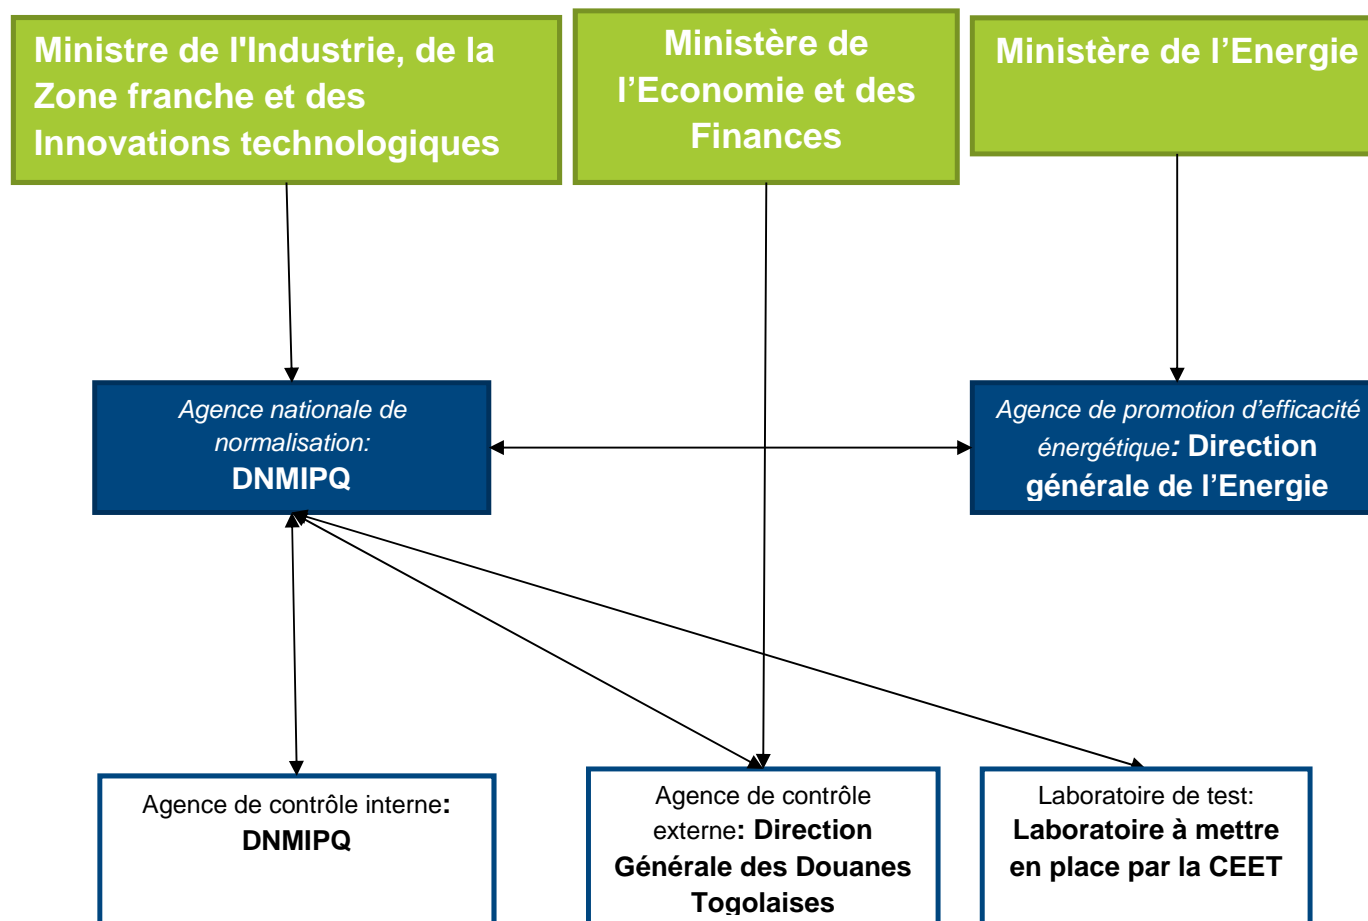 Ministre de l'Industrie, de la
Zone franche et des
Innovations technologiques
Ministère de
l’Economie et des
Finances
Ministère de l’Energie
Agence nationale de
normalisation:
DNMIPQ
Agence de promotion d’efficacité
énergétique: Direction
générale de l’Energie
Agence de contrôle interne:
DNMIPQ
Agence de contrôle
externe: Direction
Générale des Douanes
Togolaises
Laboratoire de test:
Laboratoire à mettre
en place par la CEET